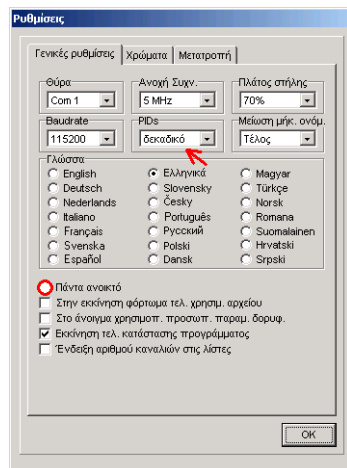 Ρυθμίσεις
Γενικές ρυθμίσεις Χρώματα Μετατροπή
Θύρα Ανοχή Συχν. Πλάτος στήλης
Com 1 5 MHz 70%
Baudrate PIDs Μείωση μήκ. ονόμ.
115200 δεκαδικό Τέλος
Γλώσσα
English Ελληνικά Magyar
Deutsch Slovensky Türkçe
Nederlands Česky Norsk
Italiano Português Romana
Français Русский Suomalainen
Svenska Polski Hrvatski
Español Dansk Srpski
Πάντα ανοικτό
Στην εκκίνηση φόρτωμα τελ. χρησιμ. αρχείου
Στο άνοιγμα χρησιμοπ. προσωπ. παραμ. δορυφ.
Εκκίνηση τελ. κατάστασης προγράμματος
Ένδειξη αριθμού καναλιών στις λίστες
OK